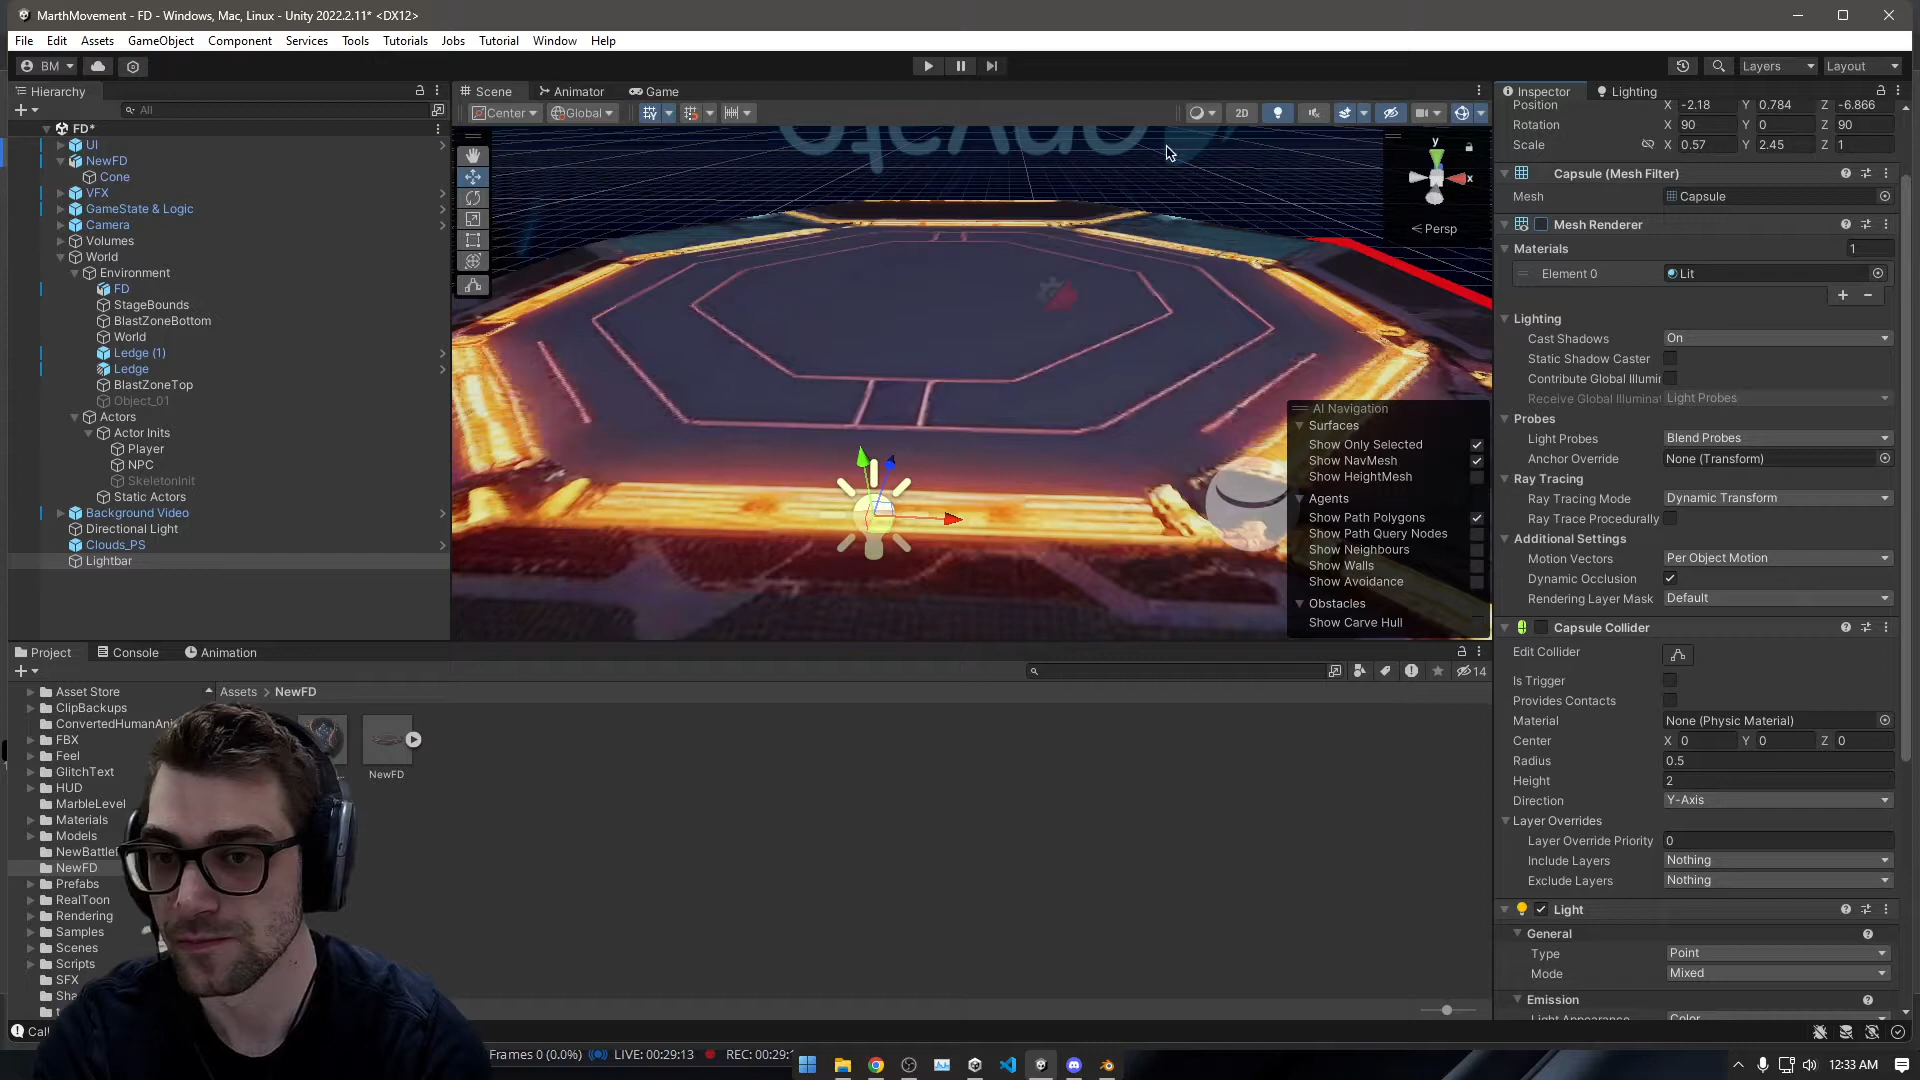 MarthMovement - FD - Windows, Mac, Linux - Unity 2022.2.11* <DX12>
File Edit Assets GameObject Component Services Tools Tutorials Jobs Tutorial Window Help
BM
Layers
Layout
Hierarchy
All
FD*
UI
NewFD
Cone
VFX
GameState & Logic
Camera
Volumes
World
Environment
FD
StageBounds
BlastZoneBottom
World
Ledge (1)
Ledge
BlastZoneTop
Object_01
Actors
Actor Inits
Player
NPC
SkeletonInit
Static Actors
Background Video
Directional Light
Clouds_PS
Lightbar
Scene Animator Game
Center Global
2D
y
x
Persp
AI Navigation
Surfaces
Show Only Selected
Show NavMesh
Show HeightMesh
Agents
Show Path Polygons
Show Path Query Nodes
Show Neighbours
Show Walls
Show Avoidance
Obstacles
Show Carve Hull
Inspector Lighting
Position X -2.18 Y 0.784 Z -6.866
Rotation X 90 Y 0 Z 90
Scale X 0.57 Y 2.45 Z 1
Capsule (Mesh Filter)
Mesh Capsule
Mesh Renderer
Materials 1
Element 0 Lit
Lighting
Cast Shadows On
Static Shadow Caster
Contribute Global Illumir
Receive Global Illuminat Light Probes
Probes
Light Probes Blend Probes
Anchor Override None (Transform)
Ray Tracing
Ray Tracing Mode Dynamic Transform
Ray Trace Procedurally
Additional Settings
Motion Vectors Per Object Motion
Dynamic Occlusion
Rendering Layer Mask Default
Capsule Collider
Edit Collider
Is Trigger
Provides Contacts
Material None (Physic Material)
Center X 0 Y 0 Z 0
Radius 0.5
Height 2
Direction Y-Axis
Layer Overrides
Layer Override Priority 0
Include Layers Nothing
Exclude Layers Nothing
Light
General
Type Point
Mode Mixed
Emission
Light Appearance Color
Project Console Animation
14
Asset Store
ClipBackups
ConvertedHumanAni
FBX
Feel
GlitchText
HUD
MarbleLevel
Materials
Models
NewBattlef
NewFD
Prefabs
RealToon
Rendering
Samples
Scenes
Scripts
SFX
Sha
Assets > NewFD
NewFD
Call
Frames 0 (0.0%) LIVE: 00:29:13 REC: 00:29:1
12:33 AM